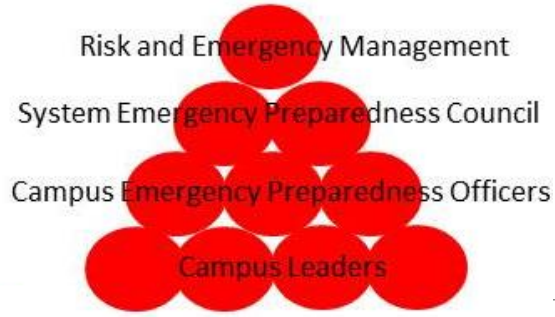 Risk and Emergency Management
System Emergency Preparedness Council
Campus Emergency Preparedness Officers
Campus Leaders